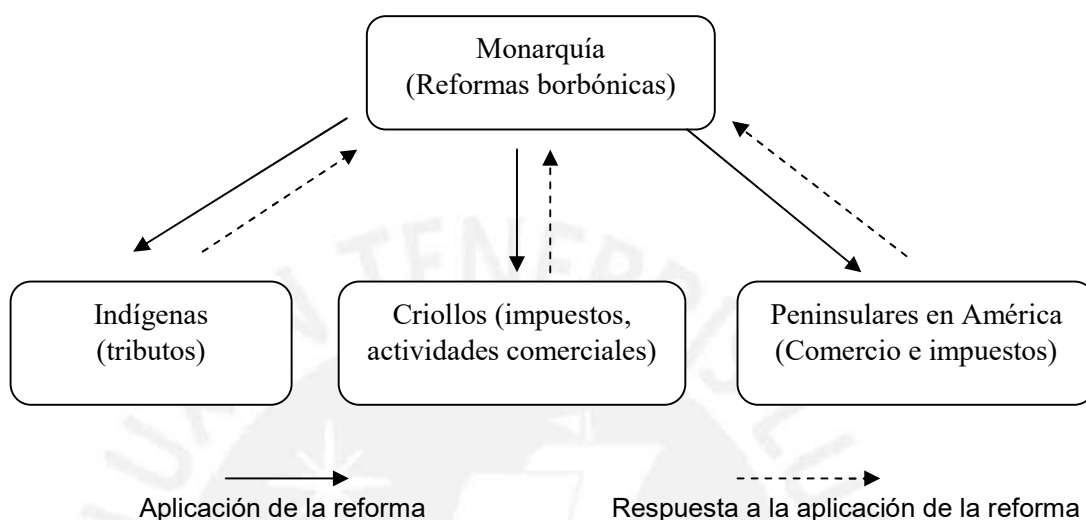 Monarquía
(Reformas borbónicas)
Indígenas
(tributos)
Criollos (impuestos,
actividades comerciales)
Peninsulares en América
(Comercio e impuestos)
Aplicación de la reforma
Respuesta a la aplicación de la reforma